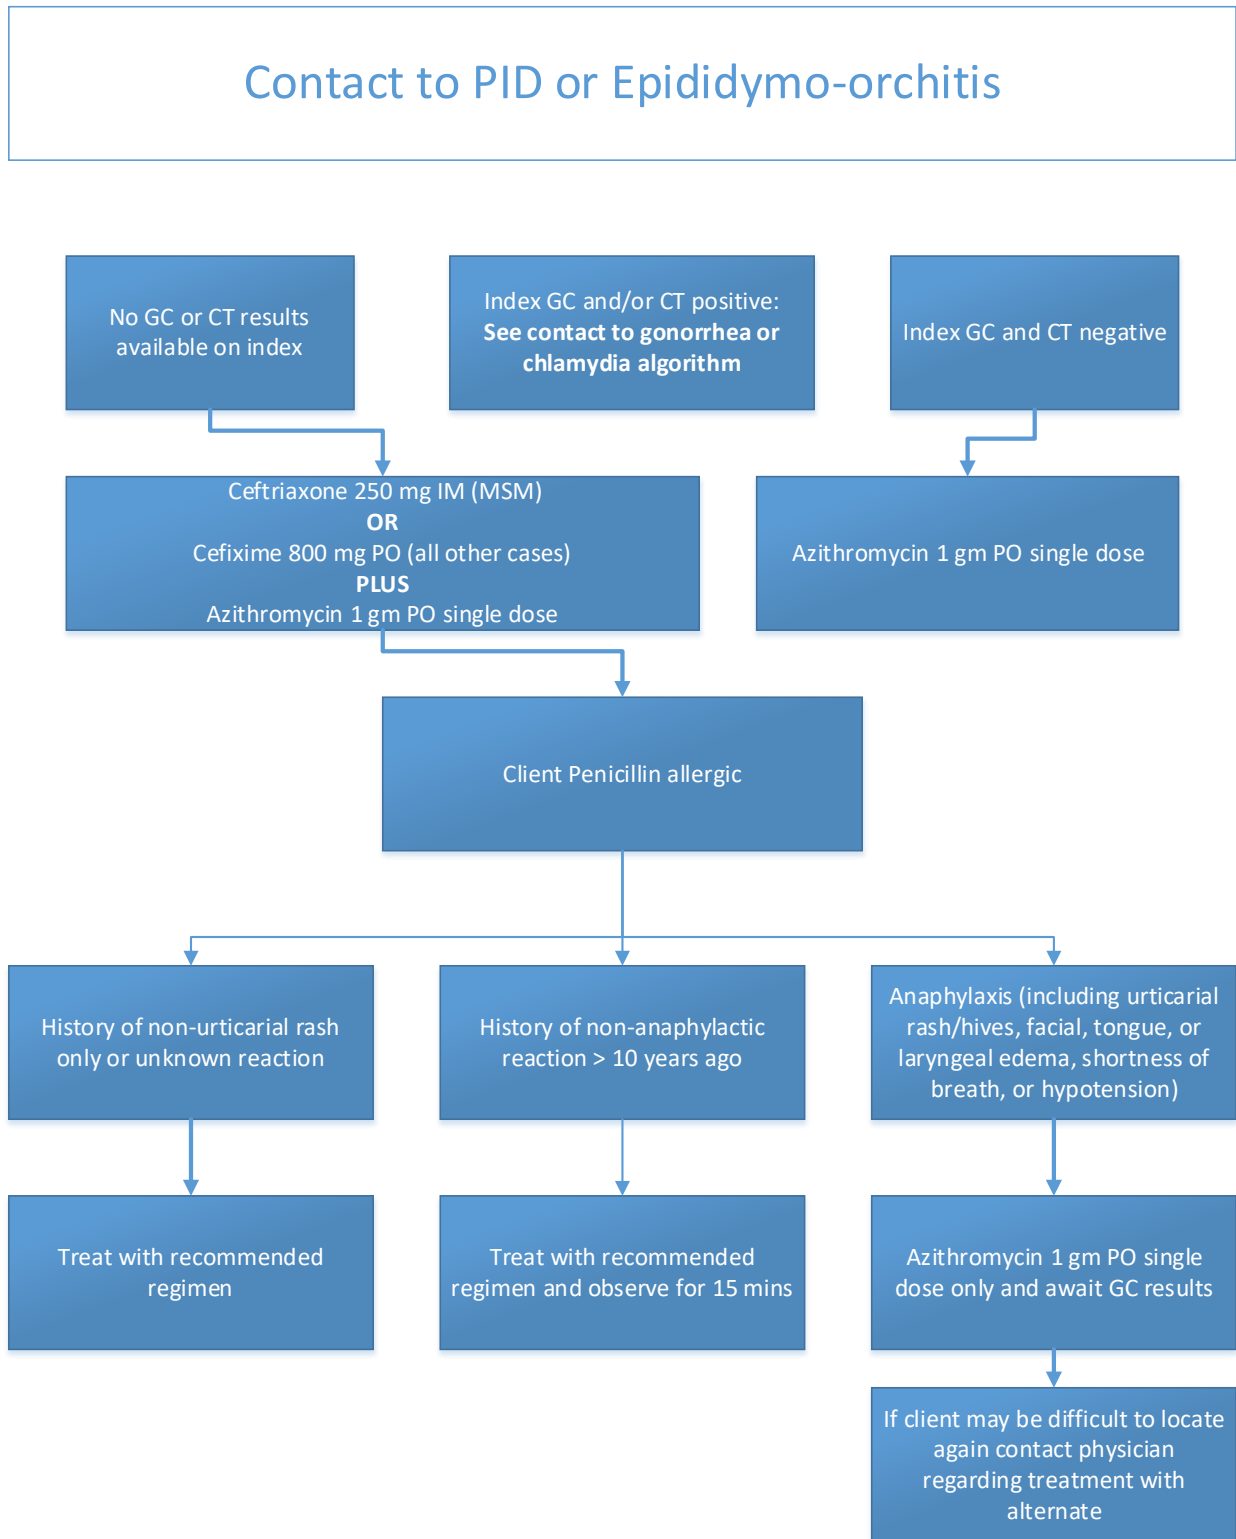 Contact to PID or Epididymo-orchitis
No GC or CT results
available on index
Index GC and/or CT positive:
See contact to gonorrhea or
chlamydia algorithm
Index GC and CT negative
Ceftriaxone 250 mg IM (MSM)
OR
Cefixime 800 mg PO (all other cases)
PLUS
Azithromycin 1 gm PO single dose
Azithromycin 1 gm PO single dose
Client Penicillin allergic
History of non-urticarial rash
only or unknown reaction
History of non-anaphylactic
reaction > 10 years ago
Anaphylaxis (including urticarial
rash/hives, facial, tongue, or
laryngeal edema, shortness of
breath, or hypotension)
Treat with recommended
regimen
Treat with recommended
regimen and observe for 15 mins
Azithromycin 1 gm PO single
dose only and await GC results
If client may be difficult to locate
again contact physician
regarding treatment with
alternate